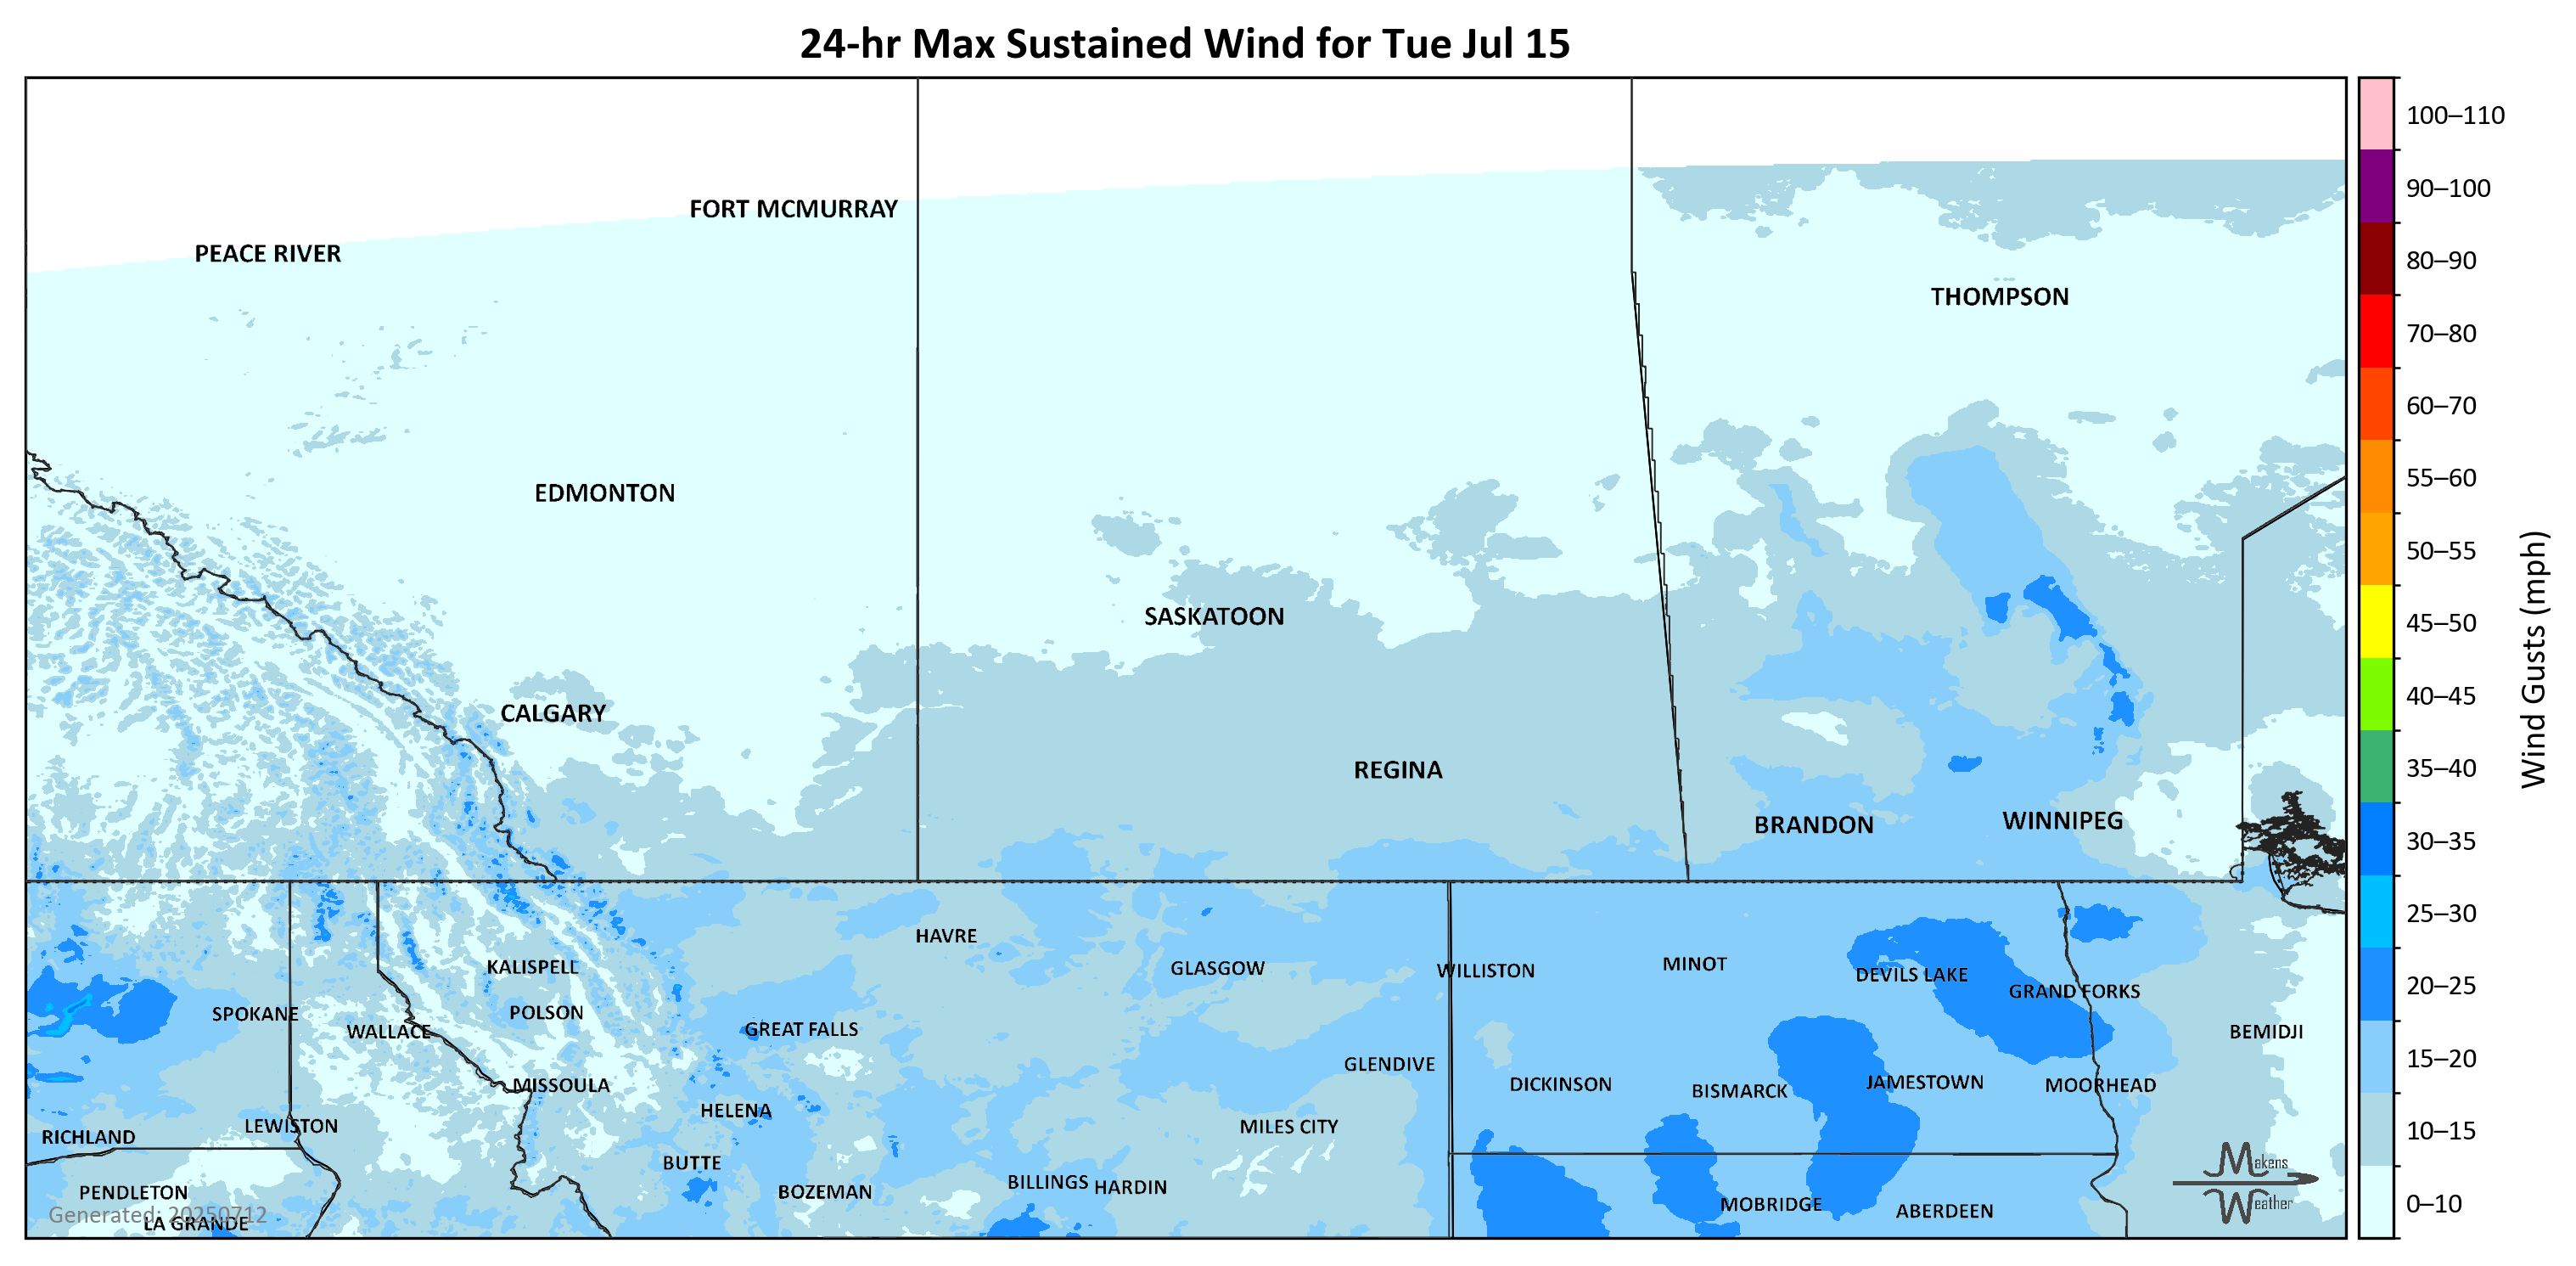 24-hr Max Sustained Wind for Tue Jul 15
100–110
90–100
FORT MCMURRAY
PEACE RIVER
80–90
THOMPSON
70–80
60–70
55–60
EDMONTON
50–55
SASKATOON
45–50
Wind Gusts (mph)
40–45
CALGARY
REGINA
35–40
BRANDON
WINNIPEG
30–35
25–30
HAVRE
KALISPELL
GLASGOW
WILLISTON
MINOT
DEVILS LAKE
GRAND FORKS
20–25
SPOKANE
POLSON
WALLACE
GREAT FALLS
BEMIDJI
15–20
GLENDIVE
MISSOULA
DICKINSON
BISMARCK
JAMESTOWN
MOORHEAD
HELENA
LEWISTON
RICHLAND
MILES CITY
10–15
BUTTE
BOZEMAN
BILLINGS
HARDIN
Makens
Weather
PENDLETON
MOBRIDGE
ABERDEEN
0–10
Generated: 20250712
LA GRANDE